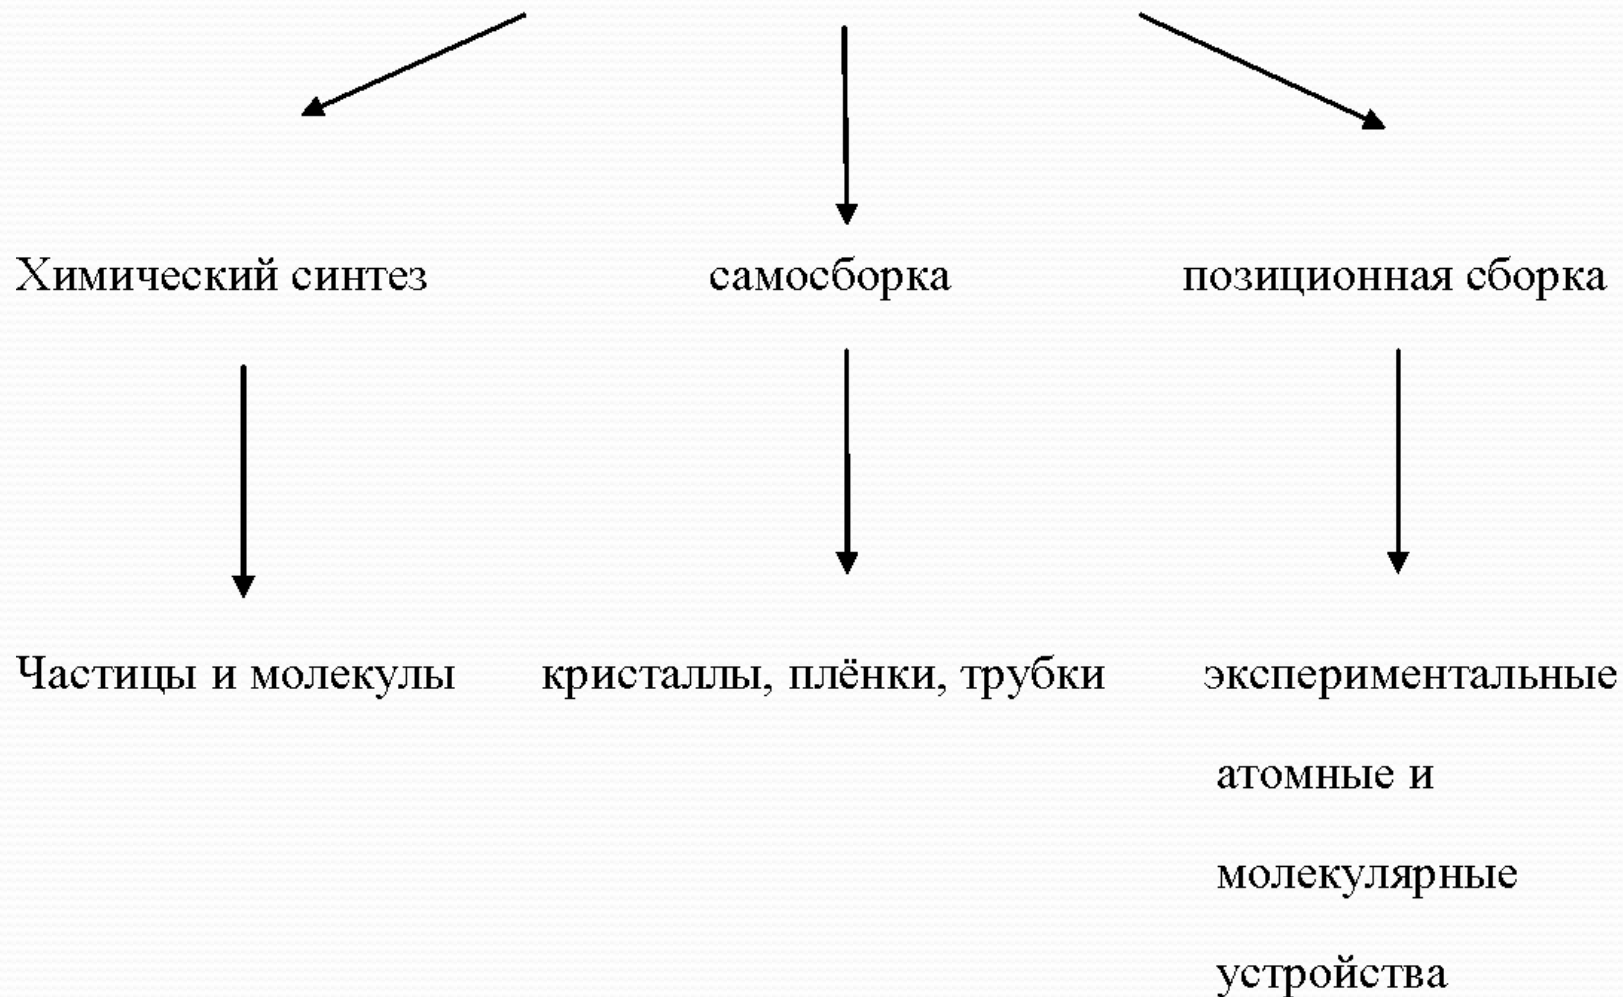 Химический синтез самосборка позиционная сборка
Частицы и молекулы кристаллы, плёнки, трубки экспериментальные
атомные и
молекулярные
устройства